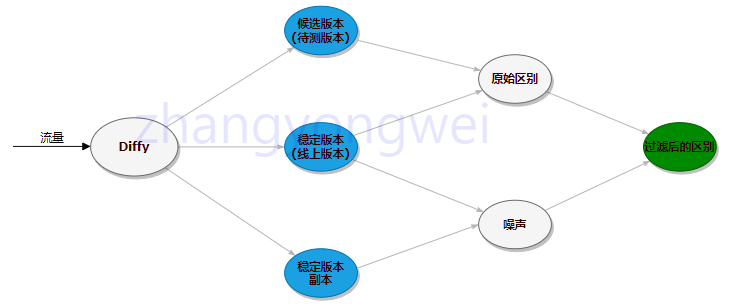 候选版本
（待测版本）
原始区别
流量
Diffy
zhangyongwei
稳定版本
（线上版本）
过滤后的区别
噪声
稳定版本
副本